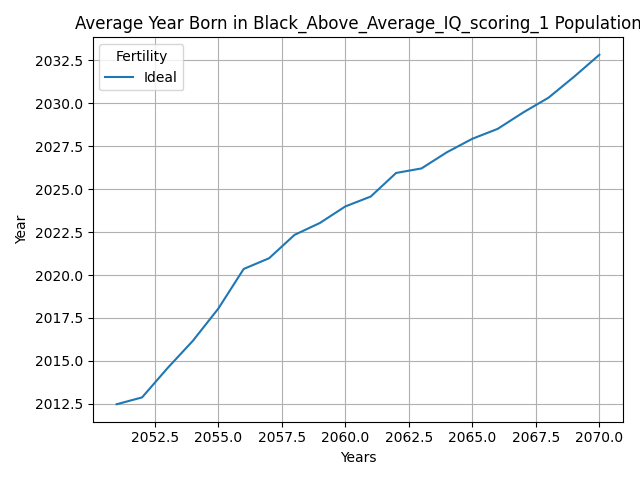 Average Year Born in Black_Above_Average_IQ_scoring_1 Population
Fertility
Ideal
2032.5
2030.0
2027.5
2025.0
2022.5
2020.0
2017.5
2015.0
2012.5
Year
2052.5 2055.0 2057.5 2060.0 2062.5 2065.0 2067.5 2070.0
Years